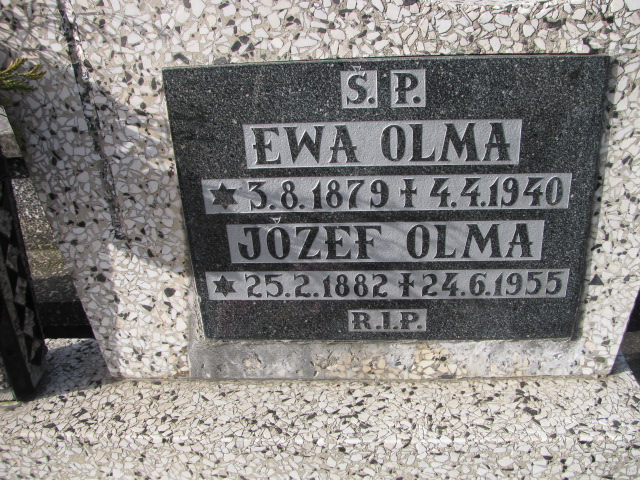 Ś. P.
EWA OLMA
✶ 3.8.1879 ✝ 4.4.1940
JÓZEF OLMA
✶ 25.2.1882 ✝ 24.6.1955
R.I.P.